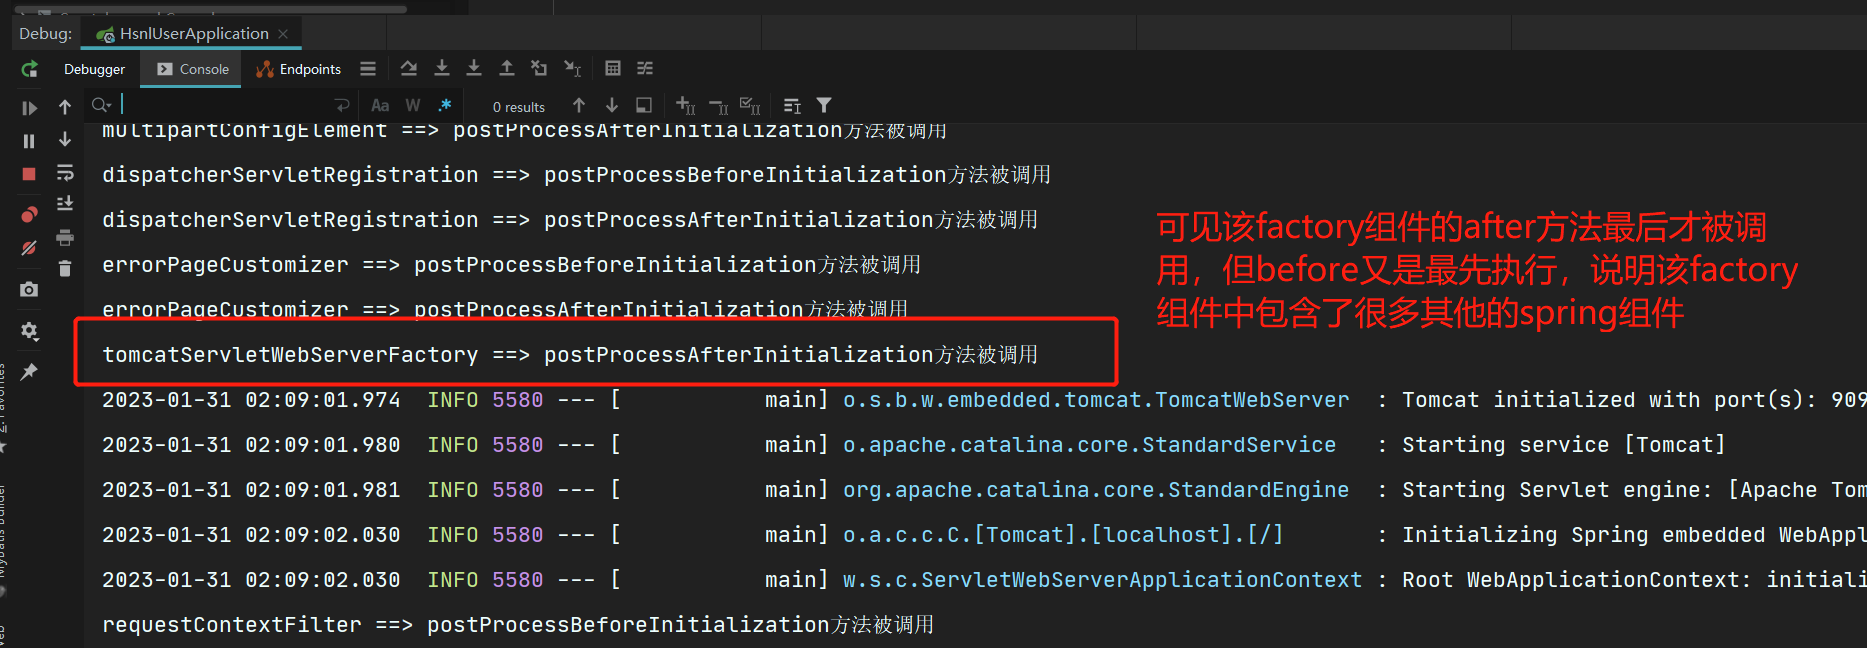 Debug: HsnlUserApplication
Debugger Console Endpoints
Aa W .* 0 results
multipartConfigElement ==> postProcessAfterInitialization方法被调用
dispatcherServletRegistration ==> postProcessBeforeInitialization方法被调用
dispatcherServletRegistration ==> postProcessAfterInitialization方法被调用
errorPageCustomizer ==> postProcessBeforeInitialization方法被调用
errorPageCustomizer ==> postProcessAfterInitialization方法被调用
可见该factory组件的after方法最后才被调
用，但before又是最先执行，说明该factory
组件中包含了很多其他的spring组件
tomcatServletWebServerFactory ==> postProcessAfterInitialization方法被调用
2023-01-31 02:09:01.974  INFO 5580 --- [           main] o.s.b.w.embedded.tomcat.TomcatWebServer  : Tomcat initialized with port(s): 909
2023-01-31 02:09:01.980  INFO 5580 --- [           main] o.apache.catalina.core.StandardService   : Starting service [Tomcat]
2023-01-31 02:09:01.981  INFO 5580 --- [           main] org.apache.catalina.core.StandardEngine  : Starting Servlet engine: [Apache Tom
2023-01-31 02:09:02.030  INFO 5580 --- [           main] o.a.c.c.C.[Tomcat].[localhost].[/]       : Initializing Spring embedded WebAppl
2023-01-31 02:09:02.030  INFO 5580 --- [           main] w.s.c.ServletWebServerApplicationContext : Root WebApplicationContext: initiali
requestContextFilter ==> postProcessBeforeInitialization方法被调用